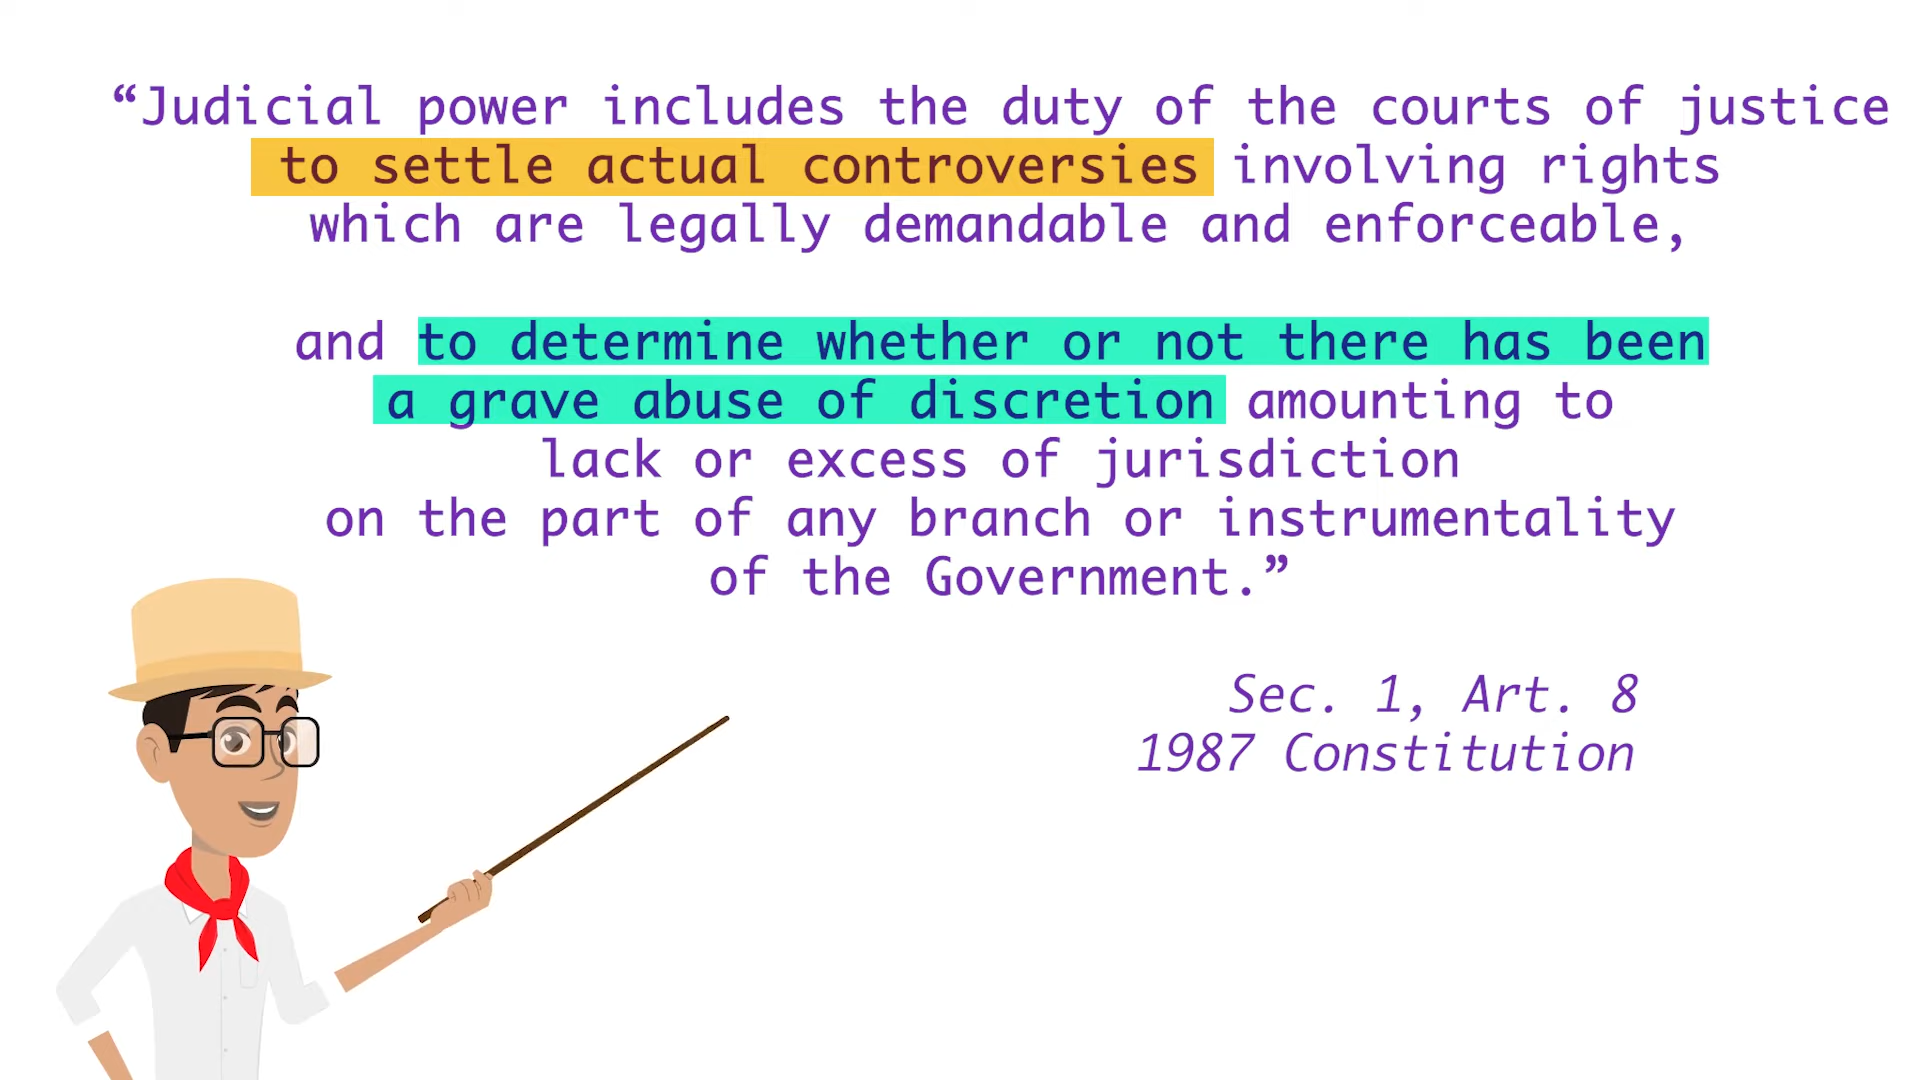 “Judicial power includes the duty of the courts of justice
to settle actual controversies involving rights
which are legally demandable and enforceable,
and to determine whether or not there has been
a grave abuse of discretion amounting to
lack or excess of jurisdiction
on the part of any branch or instrumentality
of the Government.”
Sec. 1, Art. 8
1987 Constitution